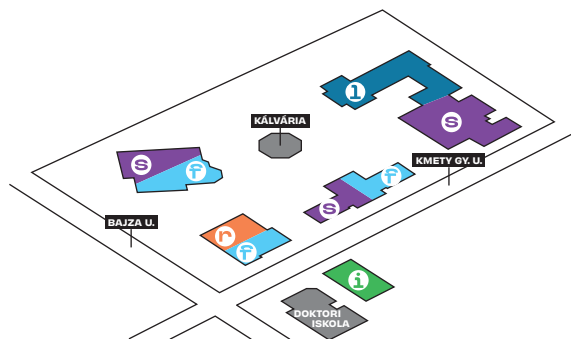 l
s
KÁLVÁRIA
KMETY GY. U.
s
f
f
s
BAJZA U.
r
f
i
DOKTORI
ISKOLA